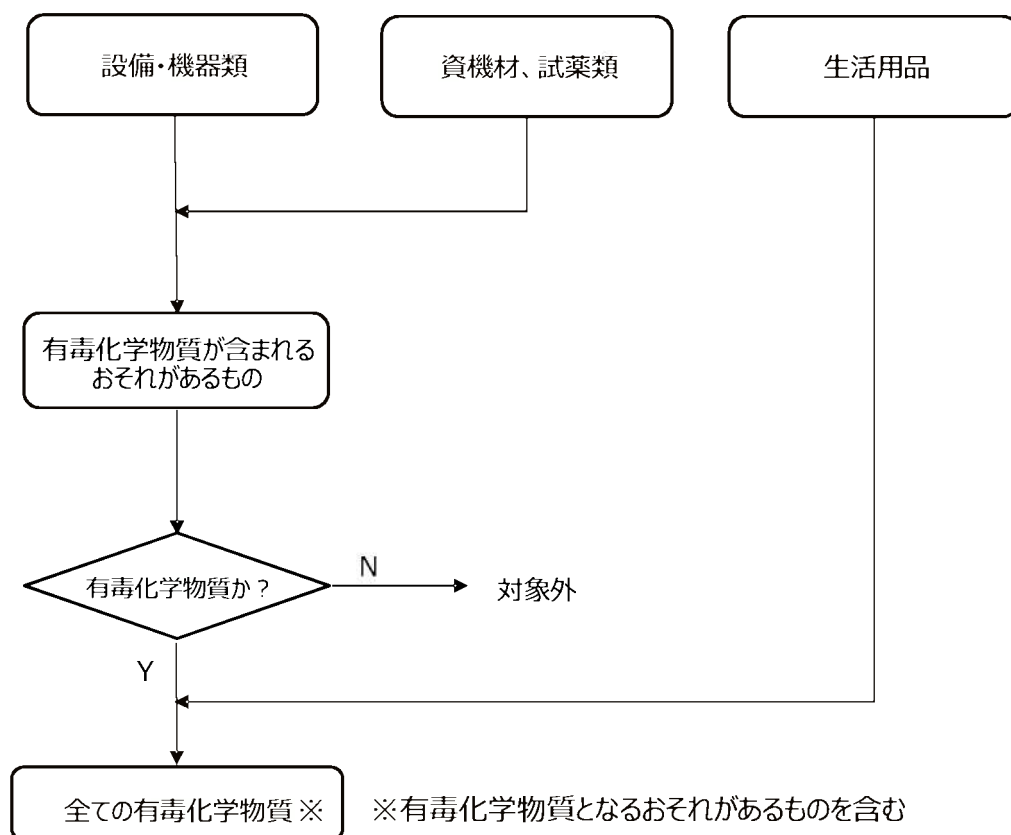 設備・機器類
資機材、試薬類
生活用品
有毒化学物質が含まれる
おそれがあるもの
有毒化学物質か？
N
対象外
Y
全ての有毒化学物質※
※有毒化学物質となるおそれがあるものを含む